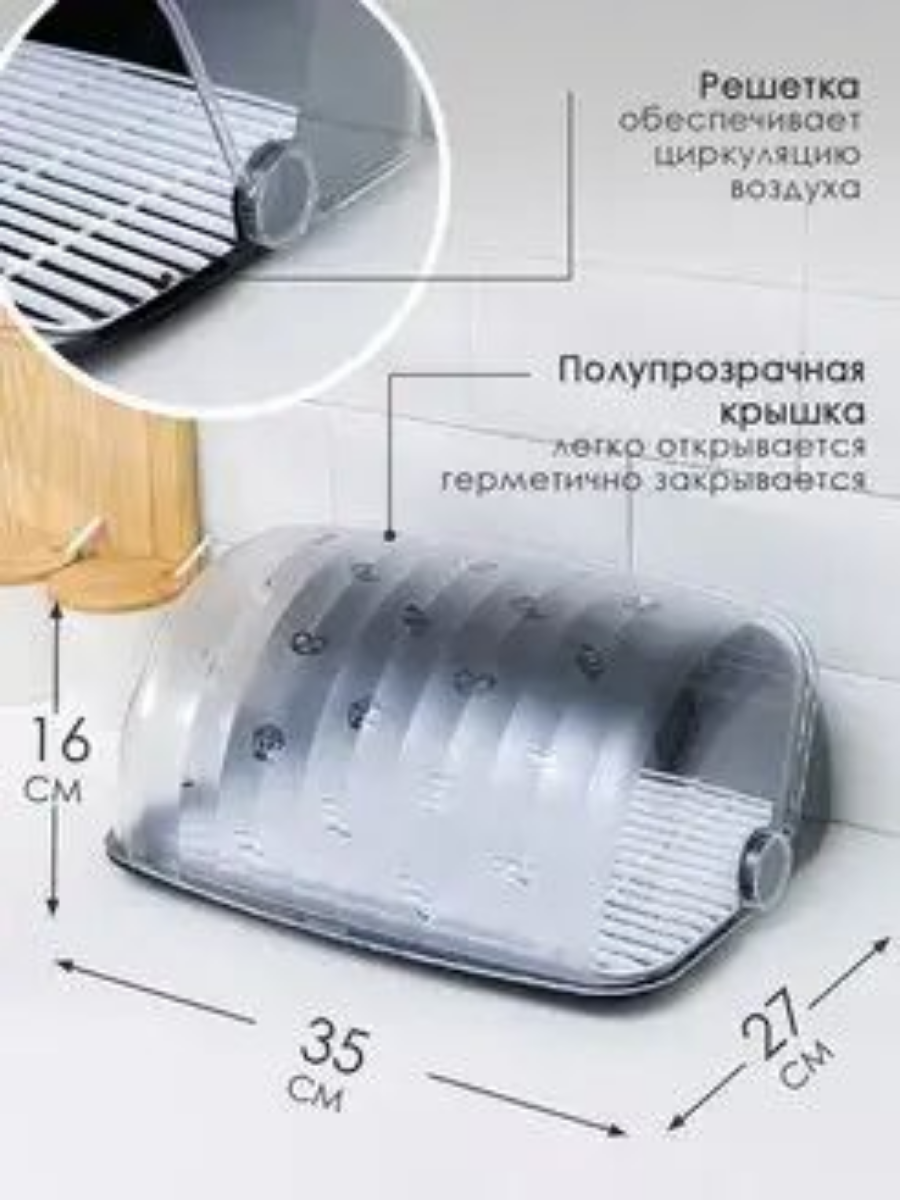 Решетка
обеспечивает
циркуляцию
воздуха
Полупрозрачная
крышка
легко открывается
герметично закрывается
16
см
35
см
27
см